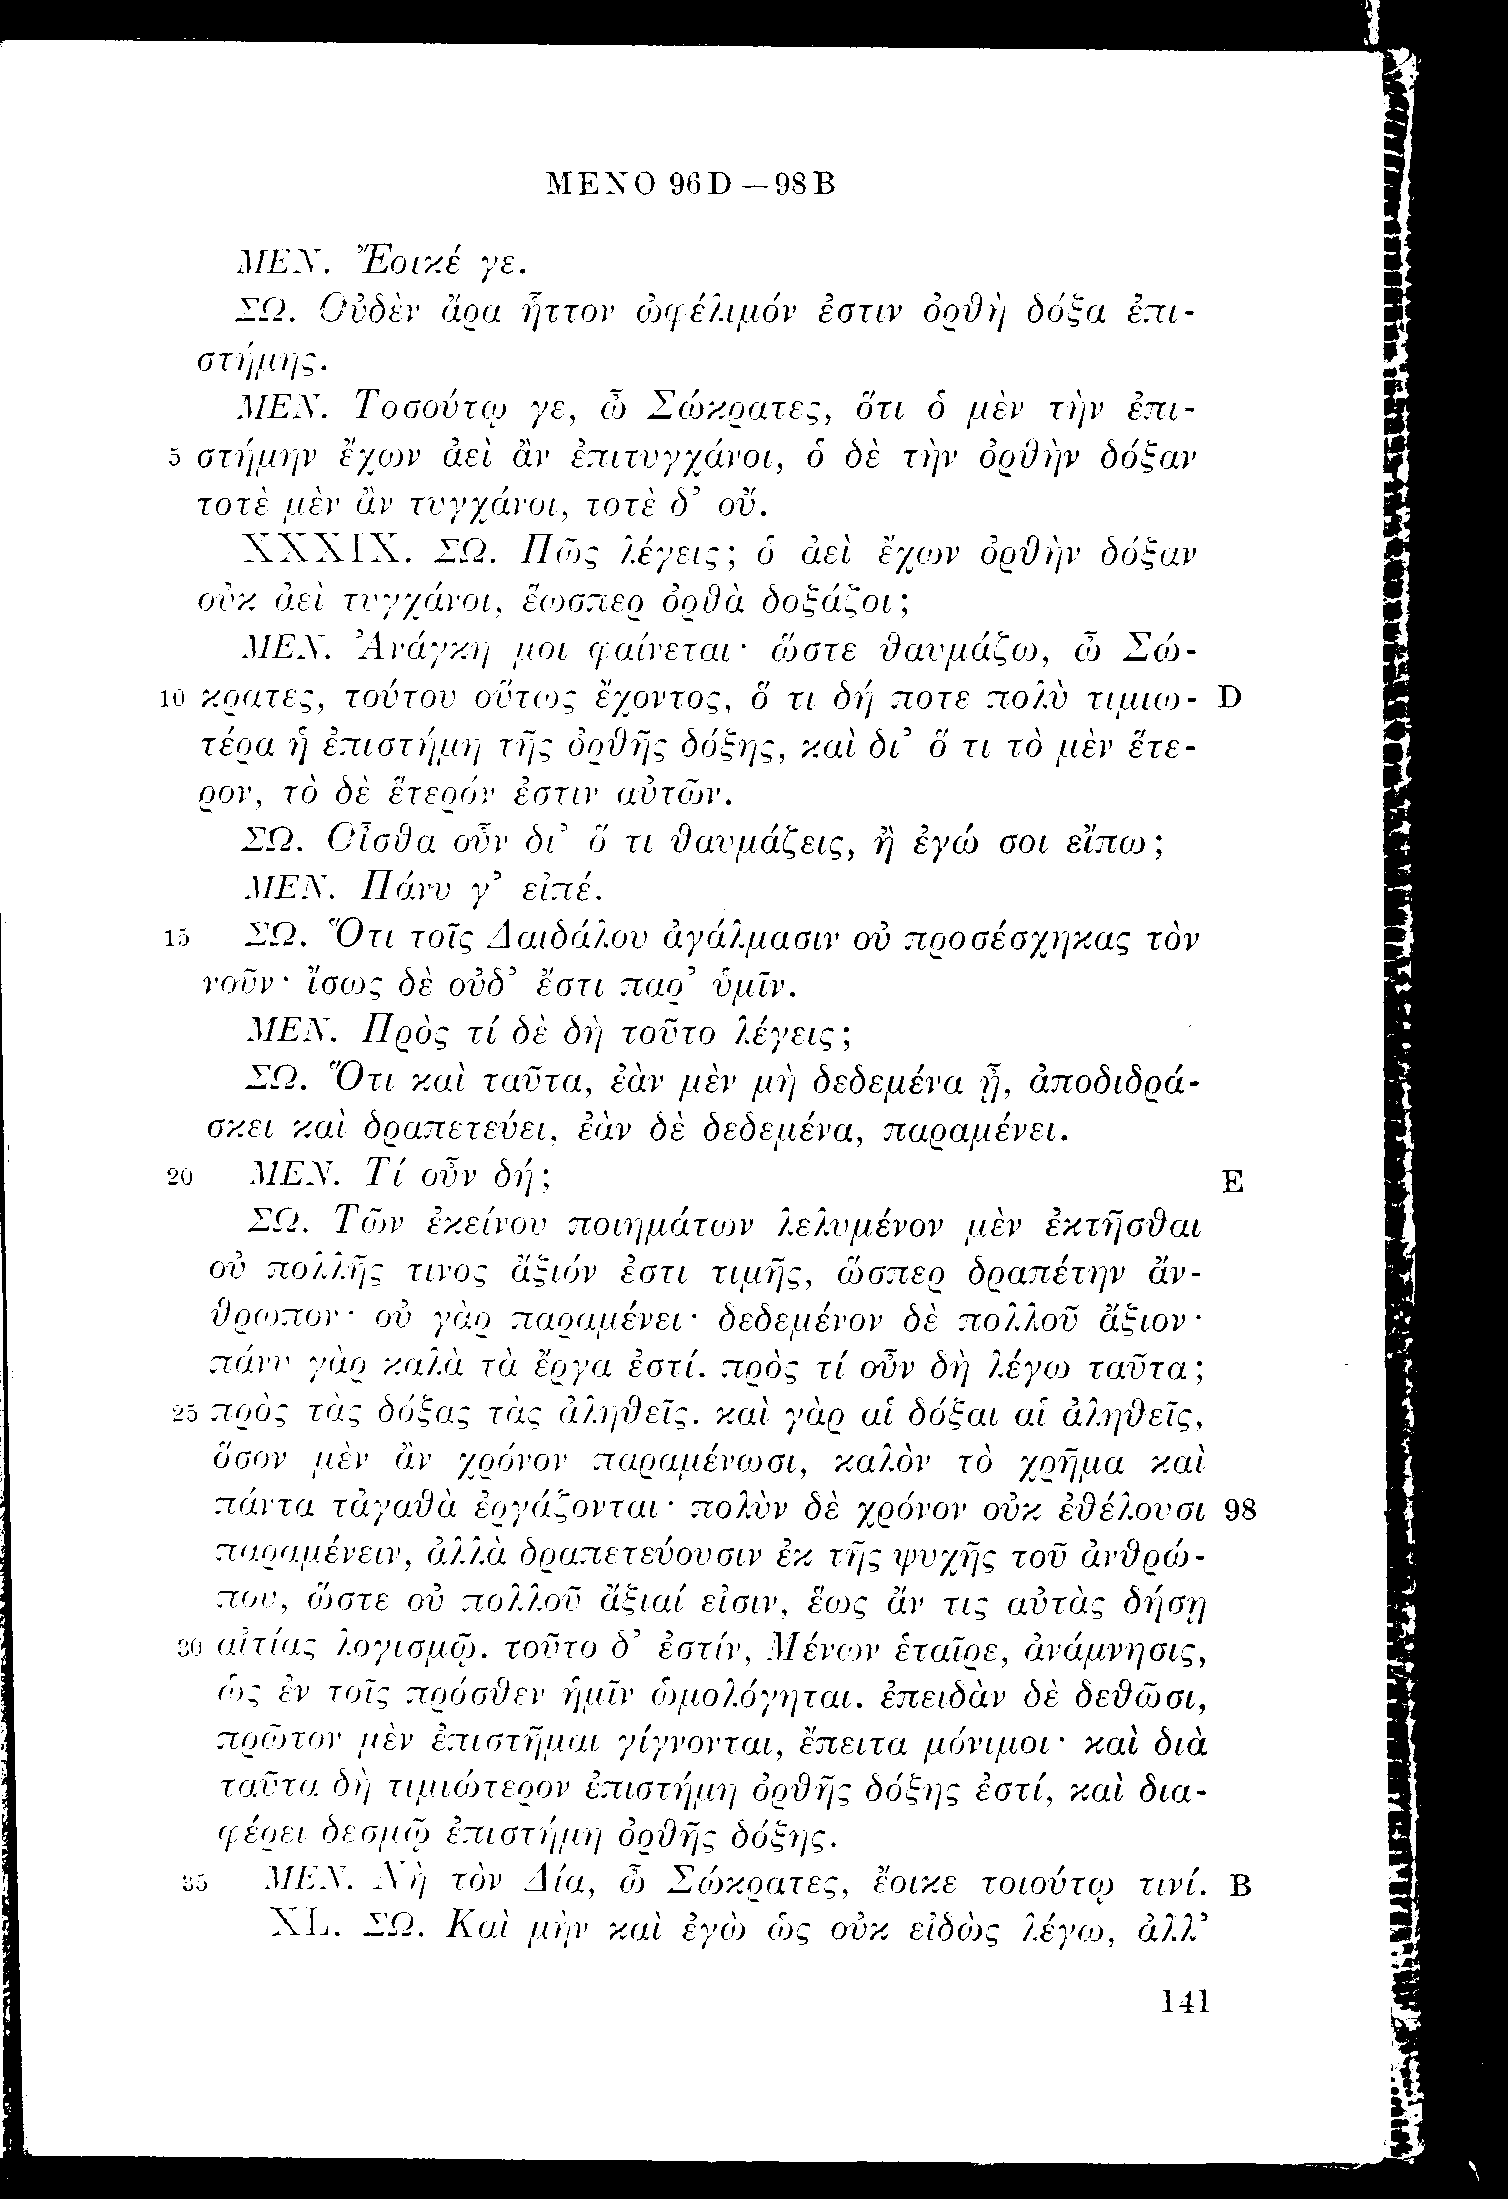 MENO 96D—98B
ΜΕΝ. Ἔοικέ γε.
ΣΩ. Οὐδὲν ἄρα ἧττον ὠφέλιμόν ἐστιν ὀρθὴ δόξα ἐπι-
στήμης.
ΜΕΝ. Τοσούτῳ γε, ὦ Σώκρατες, ὅτι ὁ μὲν τὴν ἐπι-
5 στήμην ἔχων ἀεὶ ἂν ἐπιτυγχάνοι, ὁ δὲ τὴν ὀρθὴν δόξαν
τοτὲ μὲν ἂν τυγχάνοι, τοτὲ δ’ οὔ.
XXXIX. ΣΩ. Πῶς λέγεις; ὁ ἀεὶ ἔχων ὀρθὴν δόξαν
οὐκ ἀεὶ τυγχάνοι, ἕωσπερ ὀρθὰ δοξάζοι;
ΜΕΝ. Ἀνάγκη μοι φαίνεται· ὥστε θαυμάζω, ὦ Σώ-
10 κρατες, τούτου οὕτως ἔχοντος, ὅ τι δή ποτε πολὺ τιμιω- D
τέρα ἡ ἐπιστήμη τῆς ὀρθῆς δόξης, καὶ δι’ ὅ τι τὸ μὲν ἕτε-
ρον, τὸ δὲ ἕτερόν ἐστιν αὐτῶν.
ΣΩ. Οἶσθα οὖν δι’ ὅ τι θαυμάζεις, ἢ ἐγώ σοι εἴπω;
ΜΕΝ. Πάνυ γ’ εἰπέ.
15 ΣΩ. Ὅτι τοῖς Δαιδάλου ἀγάλμασιν οὐ προσέσχηκας τὸν
νοῦν· ἴσως δὲ οὐδ’ ἔστι παρ’ ὑμῖν.
ΜΕΝ. Πρὸς τί δὲ δὴ τοῦτο λέγεις;
ΣΩ. Ὅτι καὶ ταῦτα, ἐὰν μὲν μὴ δεδεμένα ᾖ, ἀποδιδρά-
σκει καὶ δραπετεύει, ἐὰν δὲ δεδεμένα, παραμένει.
20 ΜΕΝ. Τί οὖν δή; E
ΣΩ. Τῶν ἐκείνου ποιημάτων λελυμένον μὲν ἐκτῆσθαι
οὐ πολλῆς τινος ἄξιόν ἐστι τιμῆς, ὥσπερ δραπέτην ἄν-
θρωπον· οὐ γὰρ παραμένει· δεδεμένον δὲ πολλοῦ ἄξιον·
πάνυ γὰρ καλὰ τὰ ἔργα ἐστί. πρὸς τί οὖν δὴ λέγω ταῦτα;
25 πρὸς τὰς δόξας τὰς ἀληθεῖς. καὶ γὰρ αἱ δόξαι αἱ ἀληθεῖς,
ὅσον μὲν ἂν χρόνον παραμένωσι, καλὸν τὸ χρῆμα καὶ
πάντα τἀγαθὰ ἐργάζονται· πολὺν δὲ χρόνον οὐκ ἐθέλουσι 98
παραμένειν, ἀλλὰ δραπετεύουσιν ἐκ τῆς ψυχῆς τοῦ ἀνθρώ-
που, ὥστε οὐ πολλοῦ ἄξιαί εἰσιν, ἕως ἄν τις αὐτὰς δήσῃ
30 αἰτίας λογισμῷ. τοῦτο δ’ ἐστίν, Μένων ἑταῖρε, ἀνάμνησις,
ὡς ἐν τοῖς πρόσθεν ἡμῖν ὡμολόγηται. ἐπειδὰν δὲ δεθῶσι,
πρῶτον μὲν ἐπιστῆμαι γίγνονται, ἔπειτα μόνιμοι· καὶ διὰ
ταῦτα δὴ τιμιώτερον ἐπιστήμη ὀρθῆς δόξης ἐστί, καὶ δια-
φέρει δεσμῷ ἐπιστήμη ὀρθῆς δόξης.
35 ΜΕΝ. Νὴ τὸν Δία, ὦ Σώκρατες, ἔοικε τοιούτῳ τινί. B
XL. ΣΩ. Καὶ μὴν καὶ ἐγὼ ὡς οὐκ εἰδὼς λέγω, ἀλλ’
141